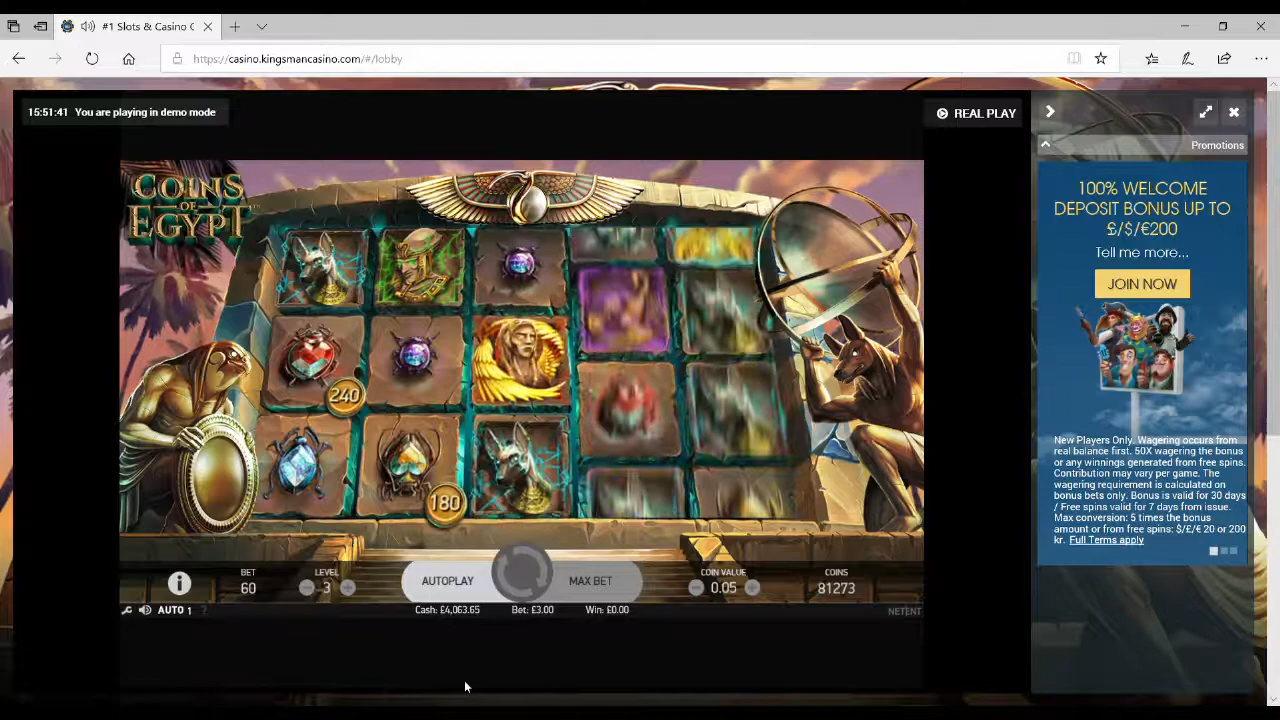 #1 Slots & Casino G
https://casino.kingsmancasino.com/#/lobby
15:51:41 You are playing in demo mode
REAL PLAY
Promotions
COINS
OF
EGYPT
240
180
100% WELCOME
DEPOSIT BONUS UP TO
£/$/€200
Tell me more...
JOIN NOW
New Players Only. Wagering occurs from
real balance first. 50X wagering the bonus
or any winnings generated from free spins.
Contribution may vary per game. The
wagering requirement is calculated on
bonus bets only. Bonus is valid for 30 days
/ Free spins valid for 7 days from issue.
Max conversion: 5 times the bonus
amount or from free spins: $/£/€ 20 or 200
kr. Full Terms apply
BET
60
LEVEL
3
AUTOPLAY
MAX BET
COIN VALUE
0.05
COINS
81273
AUTO 1 ?
Cash: £4,063.65
Bet: £3.00
Win: £0.00
NETENT